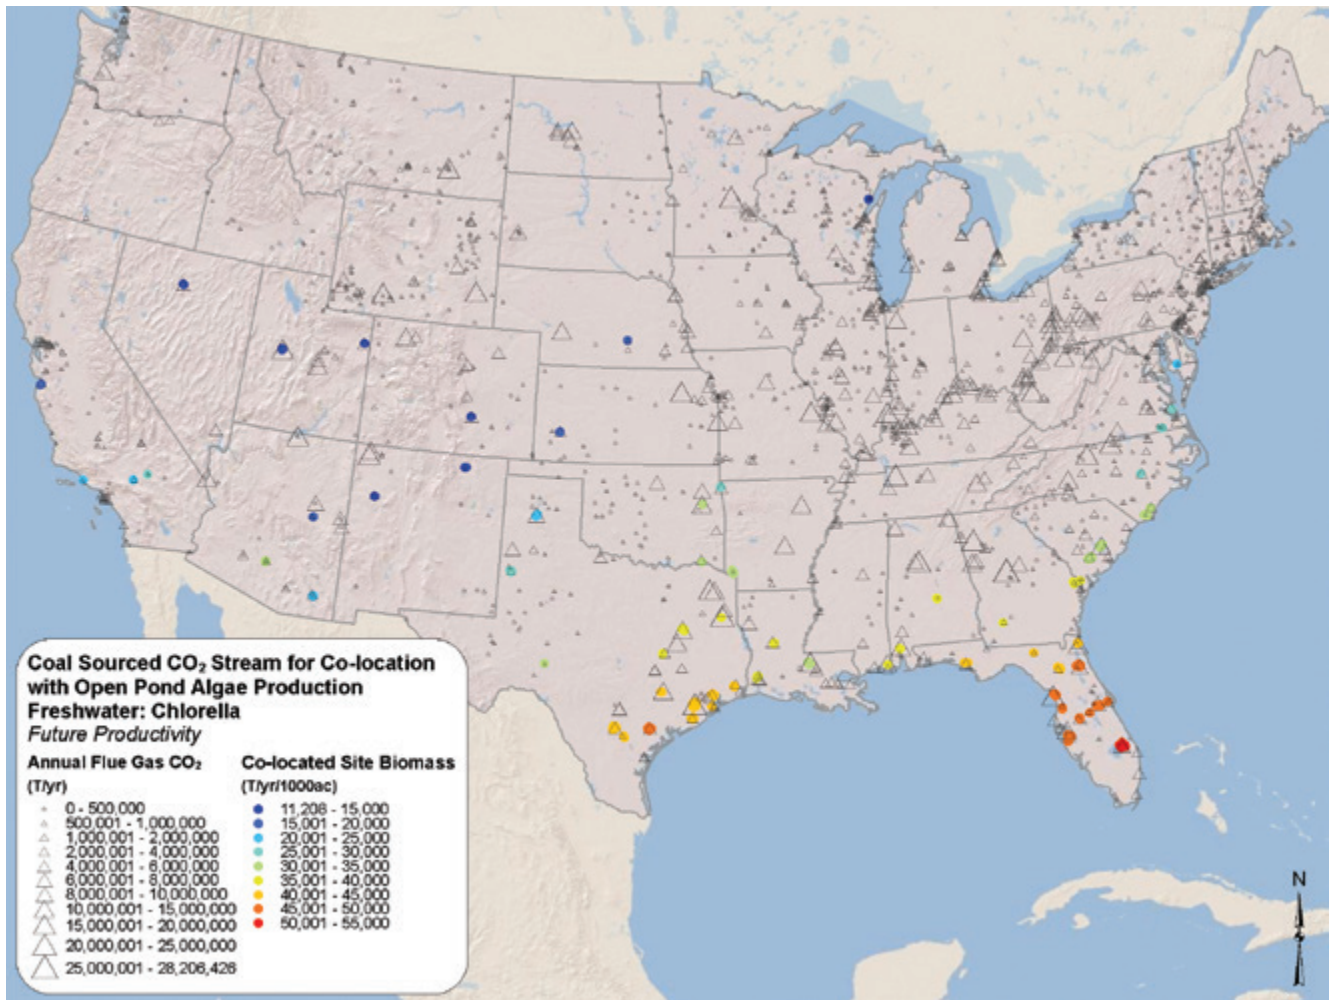 Coal Sourced CO₂ Stream for Co-location
with Open Pond Algae Production
Freshwater: Chlorella
Future Productivity
Annual Flue Gas CO₂
(T/yr)
0 - 500,000
500,001 - 1,000,000
1,000,001 - 2,000,000
2,000,001 - 4,000,000
4,000,001 - 6,000,000
6,000,001 - 8,000,000
8,000,001 - 10,000,000
10,000,001 - 15,000,000
15,000,001 - 20,000,000
20,000,001 - 25,000,000
25,000,001 - 28,206,426
Co-located Site Biomass
(T/yr/1000ac)
11,206 - 15,000
15,001 - 20,000
20,001 - 25,000
25,001 - 30,000
30,001 - 35,000
35,001 - 40,000
40,001 - 45,000
45,001 - 50,000
50,001 - 55,000
N